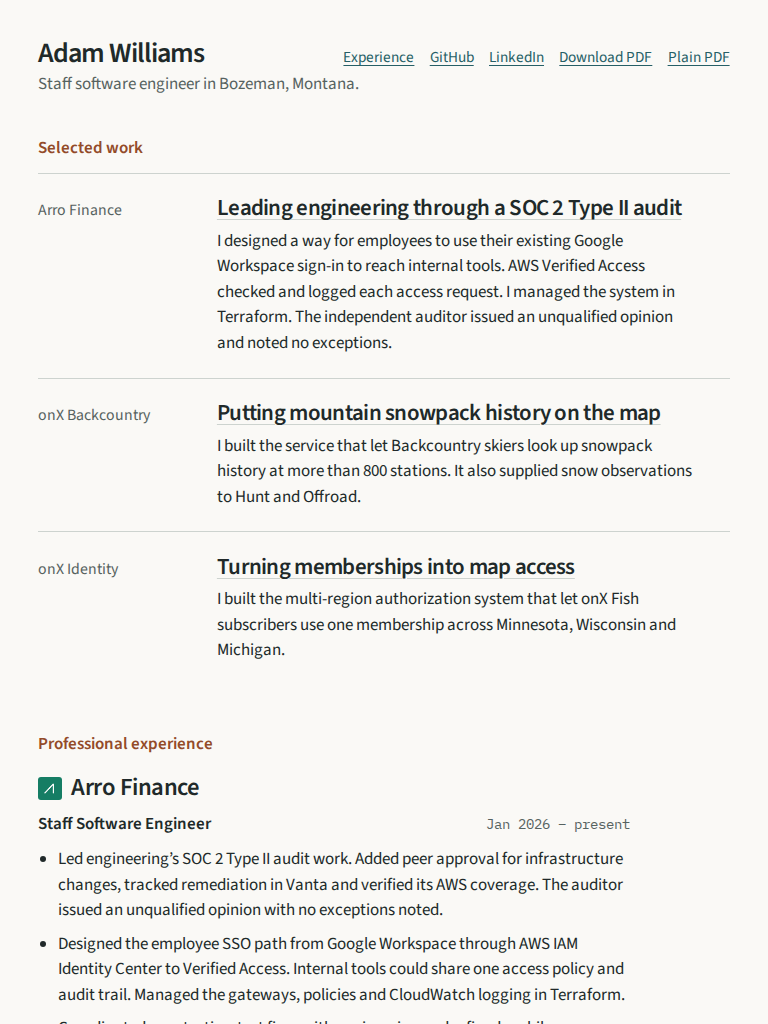 Adam Williams
Experience GitHub LinkedIn Download PDF Plain PDF
Staff software engineer in Bozeman, Montana.
Selected work
Arro Finance
Leading engineering through a SOC 2 Type II audit
I designed a way for employees to use their existing Google
Workspace sign-in to reach internal tools. AWS Verified Access
checked and logged each access request. I managed the system in
Terraform. The independent auditor issued an unqualified opinion
and noted no exceptions.
onX Backcountry
Putting mountain snowpack history on the map
I built the service that let Backcountry skiers look up snowpack
history at more than 800 stations. It also supplied snow observations
to Hunt and Offroad.
onX Identity
Turning memberships into map access
I built the multi-region authorization system that let onX Fish
subscribers use one membership across Minnesota, Wisconsin and
Michigan.
Professional experience
Arro Finance
Staff Software Engineer
Jan 2026 – present
• Led engineering’s SOC 2 Type II audit work. Added peer approval for infrastructure
changes, tracked remediation in Vanta and verified its AWS coverage. The auditor
issued an unqualified opinion with no exceptions noted.
• Designed the employee SSO path from Google Workspace through AWS IAM
Identity Center to Verified Access. Internal tools could share one access policy and
audit trail. Managed the gateways, policies and CloudWatch logging in Terraform.